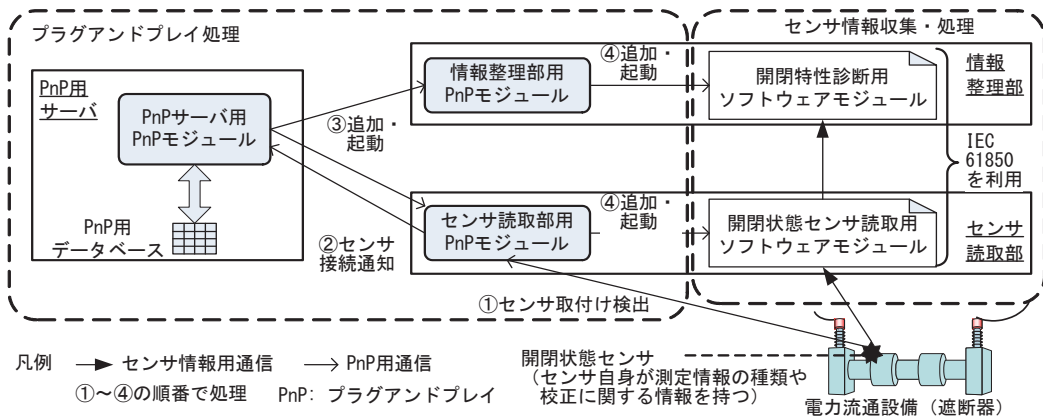 プラグアンドプレイ処理
センサ情報収集・処理
PnP用
サーバ
PnPサーバ用
PnPモジュール
PnP用
データベース
③追加・
起動
②センサ
接続通知
情報整理部用
PnPモジュール
④追加・
起動
開閉特性診断用
ソフトウェアモジュール
情報
整理部
IEC
61850
を利用
センサ読取部用
PnPモジュール
④追加・
起動
開閉状態センサ読取用
ソフトウェアモジュール
センサ
読取部
①センサ取付け検出
凡例
センサ情報用通信
PnP用通信
①～④の順番で処理
PnP: プラグアンドプレイ
開閉状態センサ
(センサ自身が測定情報の種類や
校正に関する情報を持つ)
電力流通設備(遮断器)